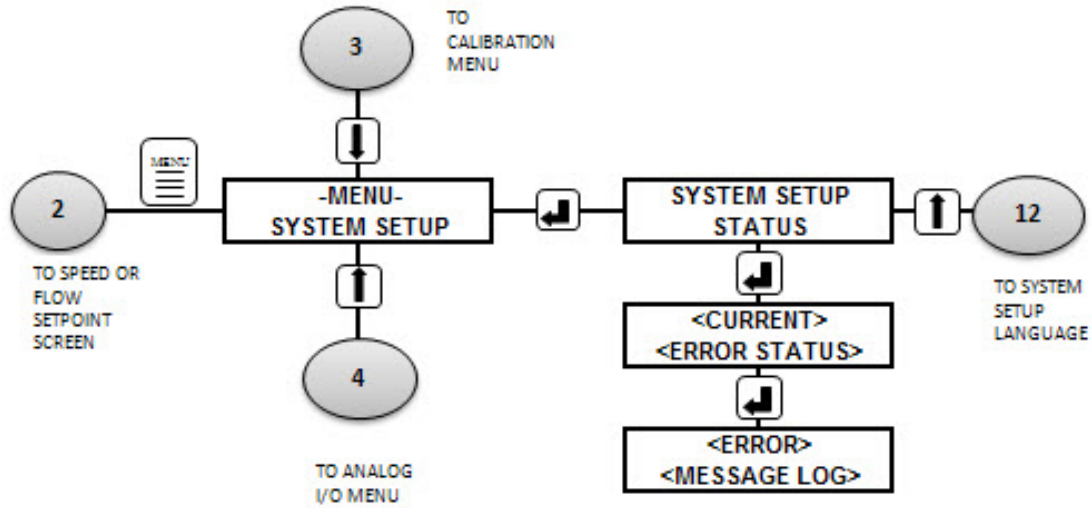 TO
CALIBRATION
MENU
3
MENU
2
-MENU-
SYSTEM SETUP
SYSTEM SETUP
STATUS
12
TO SPEED OR
FLOW
SETPOINT
SCREEN
TO SYSTEM
SETUP
LANGUAGE
<CURRENT>
<ERROR STATUS>
4
<ERROR>
<MESSAGE LOG>
TO ANALOG
I/O MENU